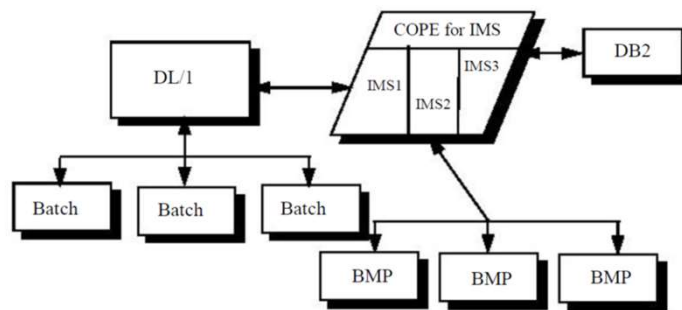 COPE for IMS
DL/1
IMS1
IMS2
IMS3
DB2
Batch
Batch
Batch
BMP
BMP
BMP